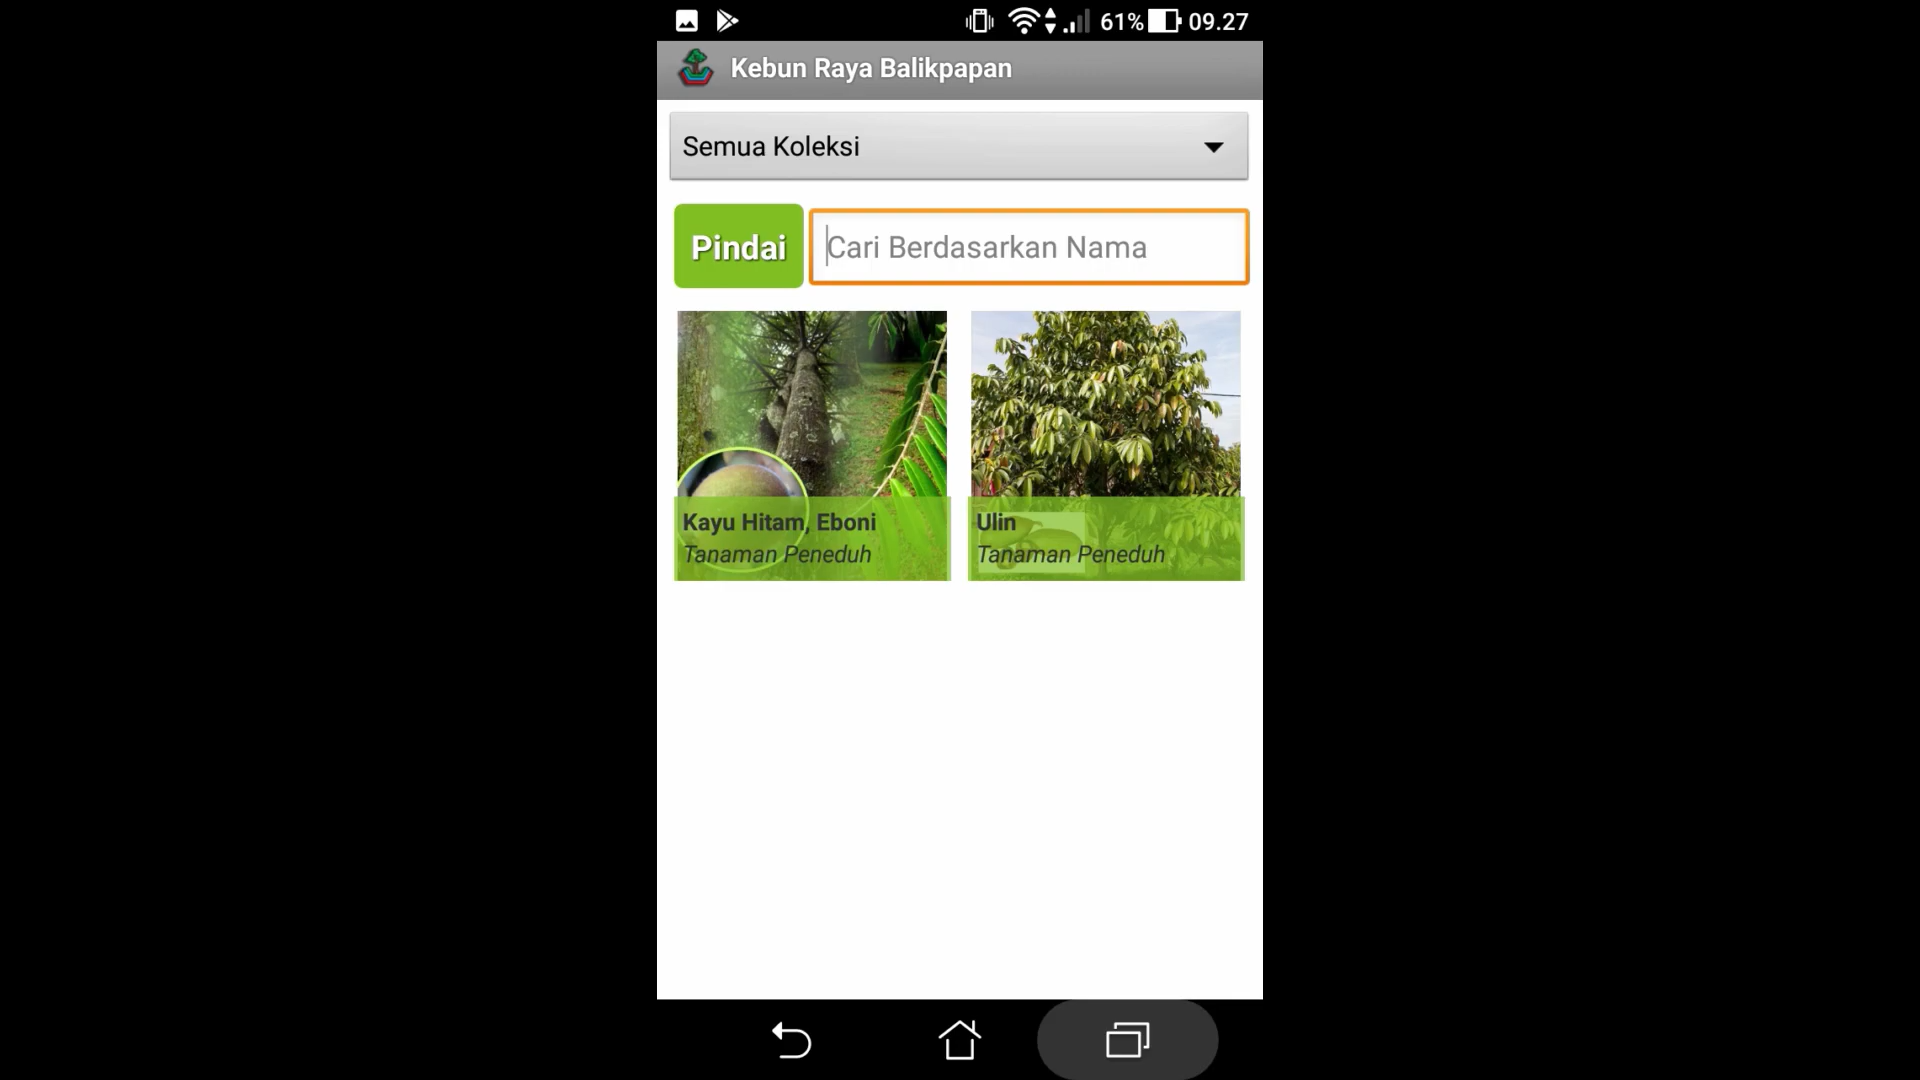 61% 09.27
Kebun Raya Balikpapan
Semua Koleksi
Pindai
Cari Berdasarkan Nama
Kayu Hitam, Eboni
Tanaman Peneduh
Ulin
Tanaman Peneduh